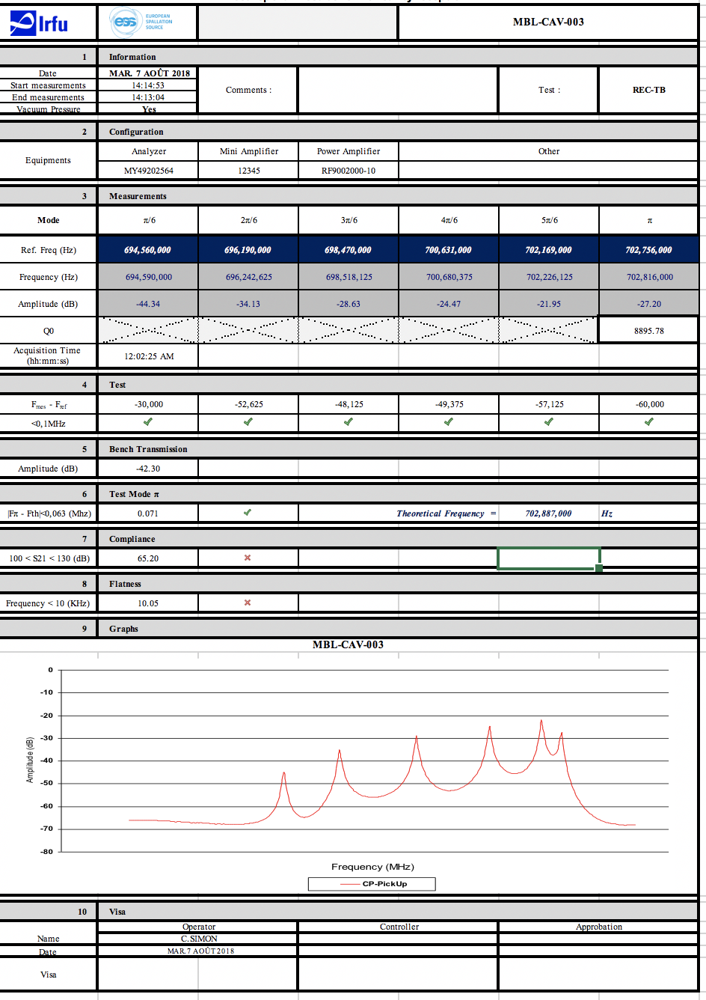 Irfu
ess EUROPEAN
SPALLATION
SOURCE
MBL-CAV-003
1 Information
Date MAR. 7 AOÛT 2018
Start measurements 14:14:53
End measurements 14:13:04
Vacuum Pressure Yes
Comments :
Test : REC-TB
2 Configuration
Equipments
Analyzer Mini Amplifier Power Amplifier Other
MY49202564 12345 RF9002000-10
3 Measurements
Mode π/6 2π/6 3π/6 4π/6 5π/6 π
Ref. Freq (Hz) 694,560,000 696,190,000 698,470,000 700,631,000 702,169,000 702,756,000
Frequency (Hz) 694,590,000 696,242,625 698,518,125 700,680,375 702,226,125 702,816,000
Amplitude (dB) -44.34 -34.13 -28.63 -24.47 -21.95 -27.20
Q0 8895.78
Acquisition Time
(hh:mm:ss) 12:02:25 AM
4 Test
Fmes - Fref -30,000 -52,625 -48,125 -49,375 -57,125 -60,000
<0,1MHz
5 Bench Transmission
Amplitude (dB) -42.30
6 Test Mode π
|Fπ - Fth|<0,063 (Mhz) 0.071 Theoretical Frequency = 702,887,000 Hz
7 Compliance
100 < S21 < 130 (dB) 65.20
8 Flatness
Frequency < 10 (KHz) 10.05
9 Graphs
MBL-CAV-003
0
-10
-20
-30
-40
-50
-60
-70
-80
Amplitude (dB)
Frequency (MHz)
CP-PickUp
10 Visa
Operator Controller Approbation
Name C.SIMON
Date MAR.7 AOÛT 2018
Visa